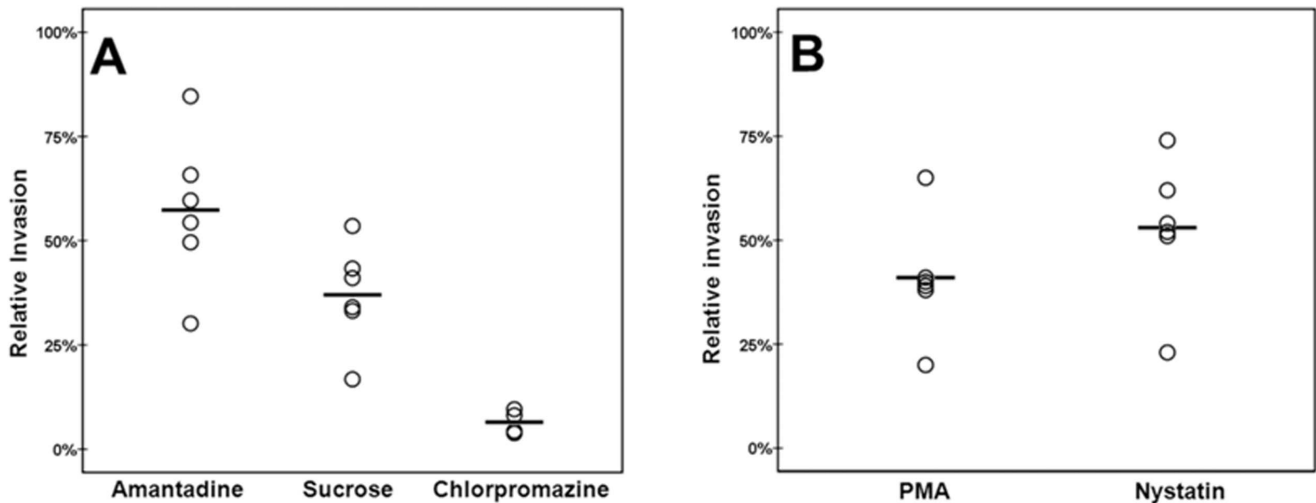 A
Relative Invasion
100%
75%
50%
25%
0%
Amantadine Sucrose Chlorpromazine
B
Relative invasion
100%
75%
50%
25%
0%
PMA Nystatin